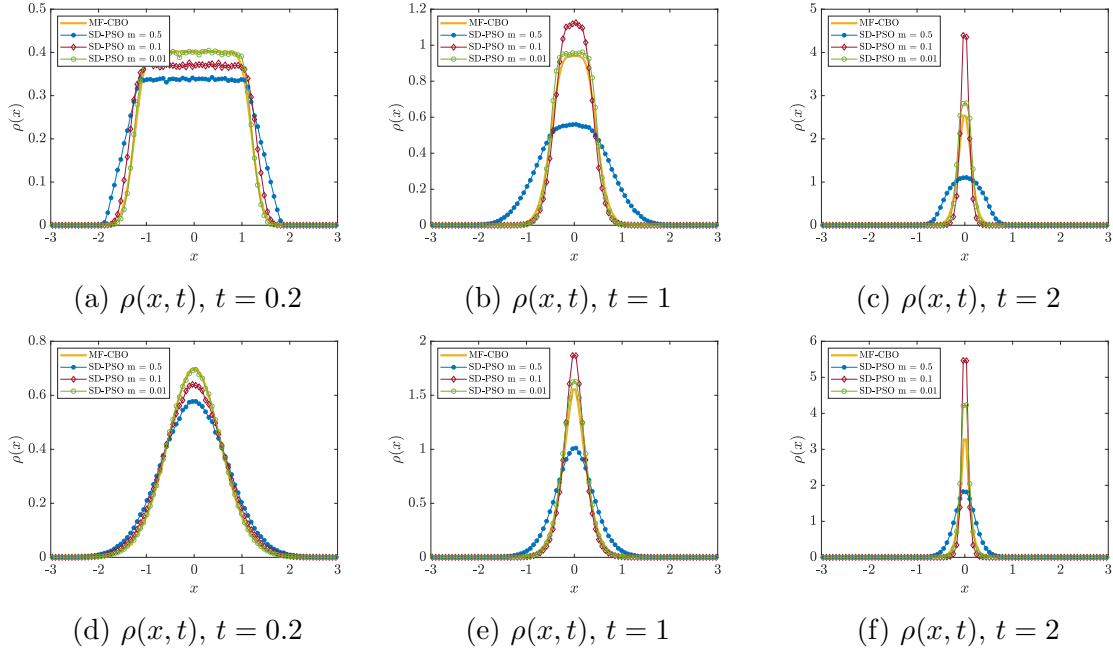 0.5
0.4
0.3
0.2
0.1
0
ρ(x)
MF-CBO
SD-PSO m = 0.5
SD-PSO m = 0.1
SD-PSO m = 0.01
-3 -2 -1 0 1 2 3
x
(a) ρ(x, t), t = 0.2
1.2
1
0.8
0.6
0.4
0.2
0
ρ(x)
MF-CBO
SD-PSO m = 0.5
SD-PSO m = 0.1
SD-PSO m = 0.01
-3 -2 -1 0 1 2 3
x
(b) ρ(x, t), t = 1
5
4
3
2
1
0
ρ(x)
MF-CBO
SD-PSO m = 0.5
SD-PSO m = 0.1
SD-PSO m = 0.01
-3 -2 -1 0 1 2 3
x
(c) ρ(x, t), t = 2
0.8
0.6
0.4
0.2
0
ρ(x)
MF-CBO
SD-PSO m = 0.5
SD-PSO m = 0.1
SD-PSO m = 0.01
-3 -2 -1 0 1 2 3
x
(d) ρ(x, t), t = 0.2
2
1.5
1
0.5
0
ρ(x)
MF-CBO
SD-PSO m = 0.5
SD-PSO m = 0.1
SD-PSO m = 0.01
-3 -2 -1 0 1 2 3
x
(e) ρ(x, t), t = 1
6
5
4
3
2
1
0
ρ(x)
MF-CBO
SD-PSO m = 0.5
SD-PSO m = 0.1
SD-PSO m = 0.01
-3 -2 -1 0 1 2 3
x
(f) ρ(x, t), t = 2